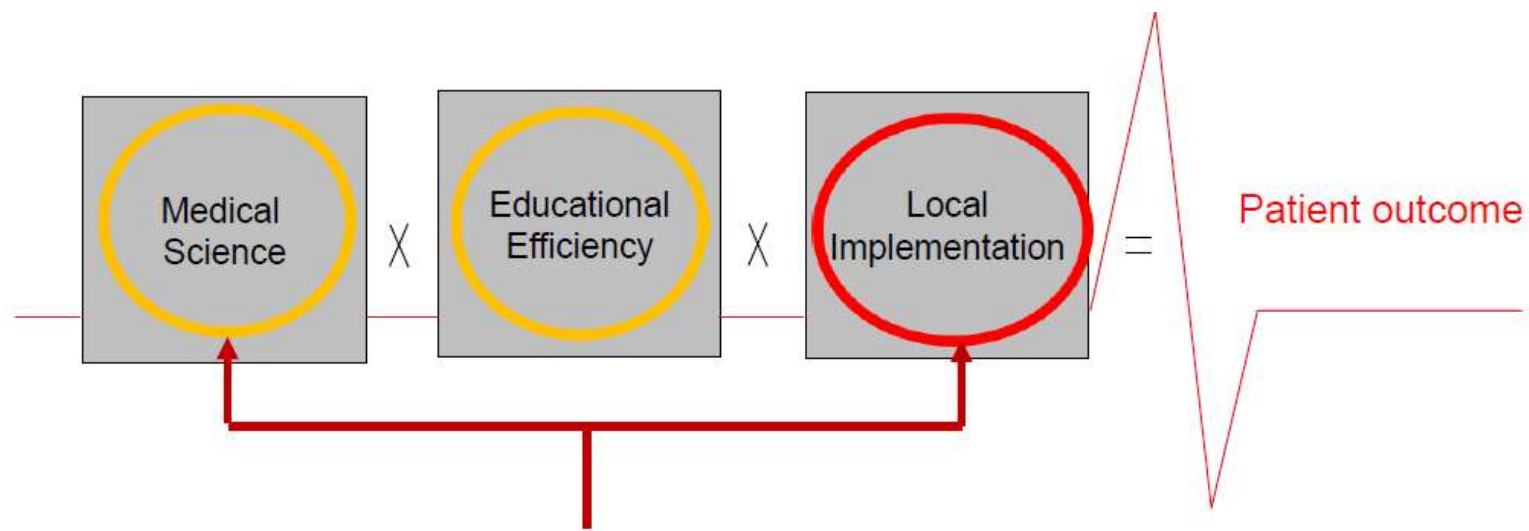 Medical
Science
X
Educational
Efficiency
X
Local
Implementation
=
Patient outcome